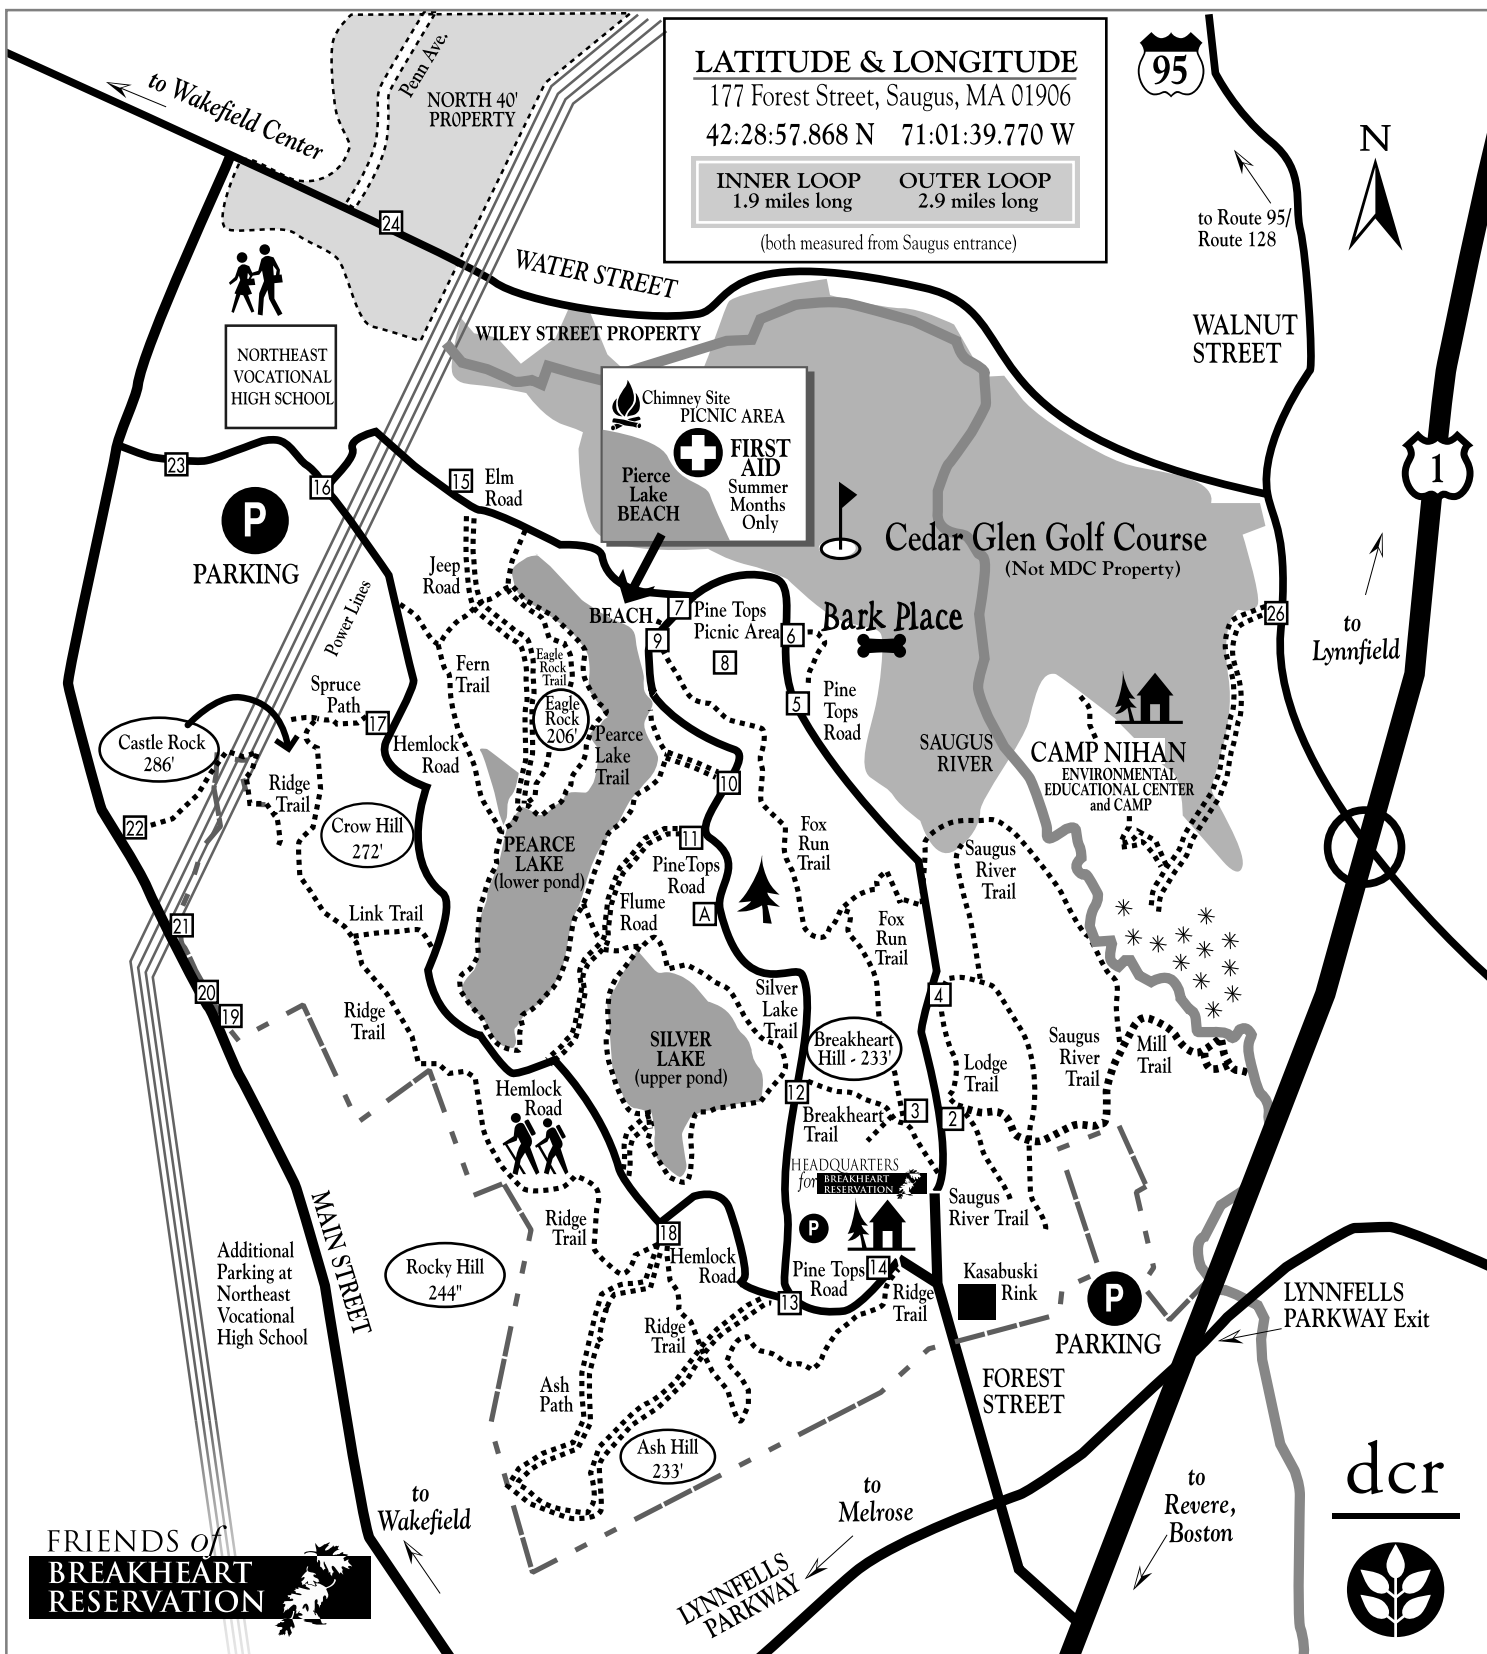 to Wakefield Center
Penn Ave.
NORTH 40'
PROPERTY
24
LATITUDE & LONGITUDE
177 Forest Street, Saugus, MA 01906
42:28:57.868 N 71:01:39.770 W
INNER LOOP
1.9 miles long
OUTER LOOP
2.9 miles long
(both measured from Saugus entrance)
95
N
to Route 95/
Route 128
WATER STREET
WILEY STREET PROPERTY
WALNUT
STREET
NORTHEAST
VOCATIONAL
HIGH SCHOOL
Chimney Site
PICNIC AREA
FIRST
AID
Summer
Months
Only
Pierce
Lake
BEACH
1
23
16
15
Elm
Road
P
PARKING
Cedar Glen Golf Course
(Not MDC Property)
Jeep
Road
Power Lines
BEACH
7
Pine Tops
Picnic Area
9
8
6
Bark Place
26
to
Lynnfield
Fern
Trail
Eagle
Rock
Trail
Eagle
Rock
206'
Spruce
Path
17
5
Pine
Tops
Road
Castle Rock
286'
Hemlock
Road
Pearce
Lake
Trail
SAUGUS
RIVER
CAMP NIHAN
ENVIRONMENTAL
EDUCATIONAL CENTER
and CAMP
Ridge
Trail
10
22
Crow Hill
272'
PEARCE
LAKE
(lower pond)
11
PineTops
Road
Fox
Run
Trail
Saugus
River
Trail
Flume
Road
A
Link Trail
21
Fox
Run
Trail
20
19
Ridge
Trail
Silver
Lake
Trail
4
SILVER
LAKE
(upper pond)
Breakheart
Hill - 233'
Lodge
Trail
Saugus
River
Trail
Mill
Trail
Hemlock
Road
12
Breakheart
Trail
3
2
HEADQUARTERS
for
BREAKHEART
RESERVATION
MAIN STREET
Additional
Parking at
Northeast
Vocational
High School
Rocky Hill
244"
Ridge
Trail
18
Hemlock
Road
P
Saugus
River Trail
Pine Tops
Road
14
13
Ridge
Trail
Kasabuski
Rink
P
PARKING
LYNNFELLS
PARKWAY Exit
Ridge
Trail
Ash
Path
FOREST
STREET
Ash Hill
233'
to
Wakefield
to
Melrose
to
Revere,
Boston
LYNNFELLS
PARKWAY
dcr
FRIENDS of
BREAKHEART
RESERVATION